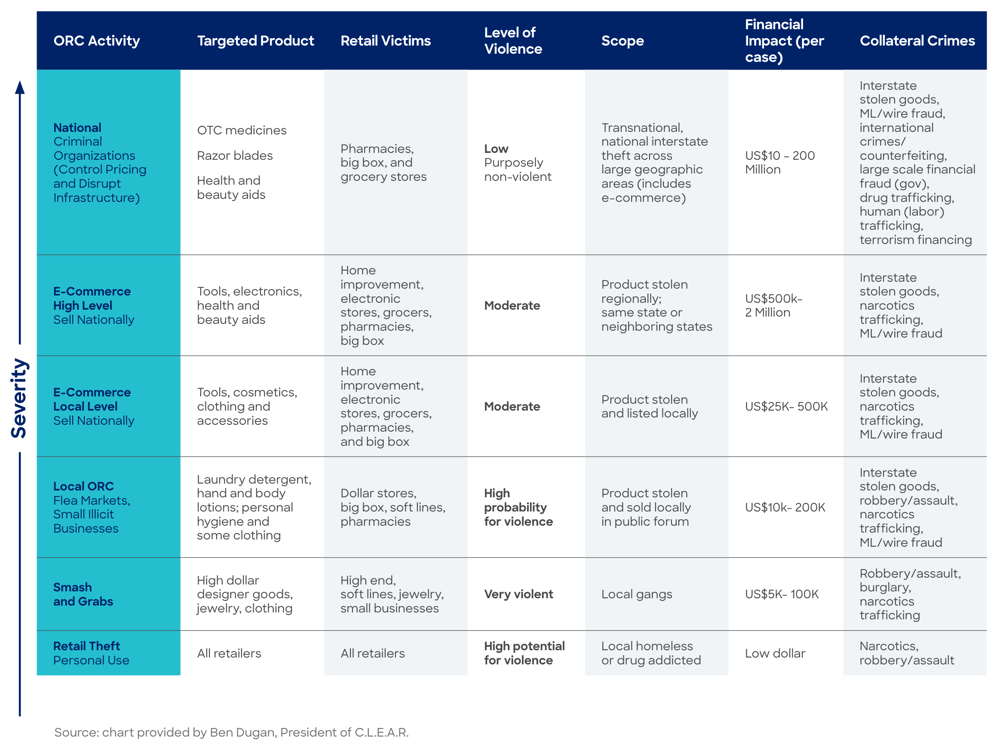 ORC Activity
Targeted Product
Retail Victims
Level of
Violence
Scope
Financial
Impact (per
case)
Collateral Crimes
Severity
National
Criminal
Organizations
(Control Pricing
and Disrupt
Infrastructure)
OTC medicines
Razor blades
Health and
beauty aids
Pharmacies,
big box, and
grocery stores
Low
Purposely
non-violent
Transnational,
national interstate
theft across
large geographic
areas (includes
e-commerce)
US$10 – 200
Million
Interstate
stolen goods,
ML/wire fraud,
international
crimes/
counterfeiting,
large scale financial
fraud (gov),
drug trafficking,
human (labor)
trafficking,
terrorism financing
E-Commerce
High Level
Sell Nationally
Tools, electronics,
health and
beauty aids
Home
improvement,
electronic
stores, grocers,
pharmacies,
big box
Moderate
Product stolen
regionally;
same state or
neighboring states
US$500k–
2 Million
Interstate
stolen goods,
narcotics
trafficking,
ML/wire fraud
E-Commerce
Local Level
Sell Nationally
Tools, cosmetics,
clothing and
accessories
Home
improvement,
electronic
stores, grocers,
pharmacies,
and big box
Moderate
Product stolen
and listed locally
US$25K– 500K
Interstate
stolen goods,
narcotics
trafficking,
ML/wire fraud
Local ORC
Flea Markets,
Small Illicit
Businesses
Laundry detergent,
hand and body
lotions; personal
hygiene and
some clothing
Dollar stores,
big box, soft lines,
pharmacies
High
probability
for violence
Product stolen
and sold locally
in public forum
US$10k– 200K
Interstate
stolen goods,
robbery/assault,
narcotics
trafficking,
ML/wire fraud
Smash
and Grabs
High dollar
designer goods,
jewelry, clothing
High end,
soft lines, jewelry,
small businesses
Very violent
Local gangs
US$5K– 100K
Robbery/assault,
burglary,
narcotics
trafficking
Retail Theft
Personal Use
All retailers
All retailers
High potential
for violence
Local homeless
or drug addicted
Low dollar
Narcotics,
robbery/assault
Source: chart provided by Ben Dugan, President of C.L.E.A.R.